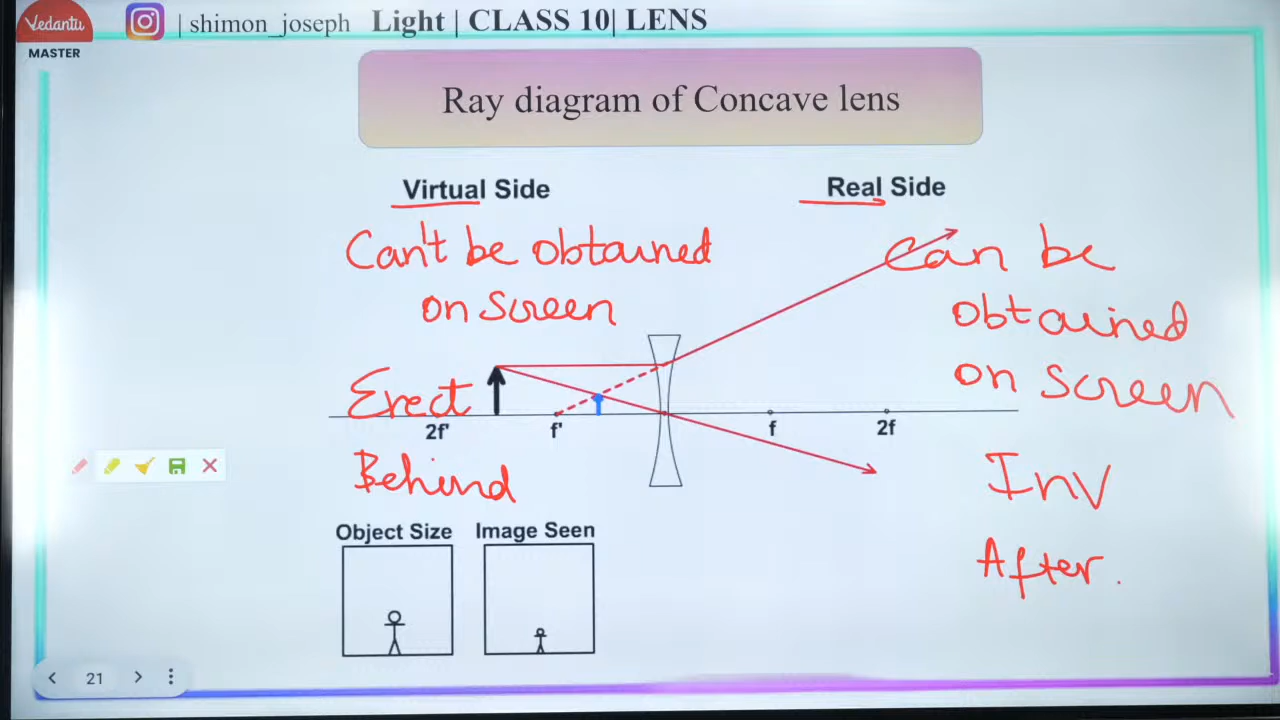 Vedantu
MASTER
| shimon_joseph
Light | CLASS 10| LENS
Ray diagram of Concave lens
Virtual Side
Real Side
Can't be obtained
on screen
Can be
obtained
on screen
Erect
Behind
Inv
After.
2f'
f'
f
2f
Object Size
Image Seen
21